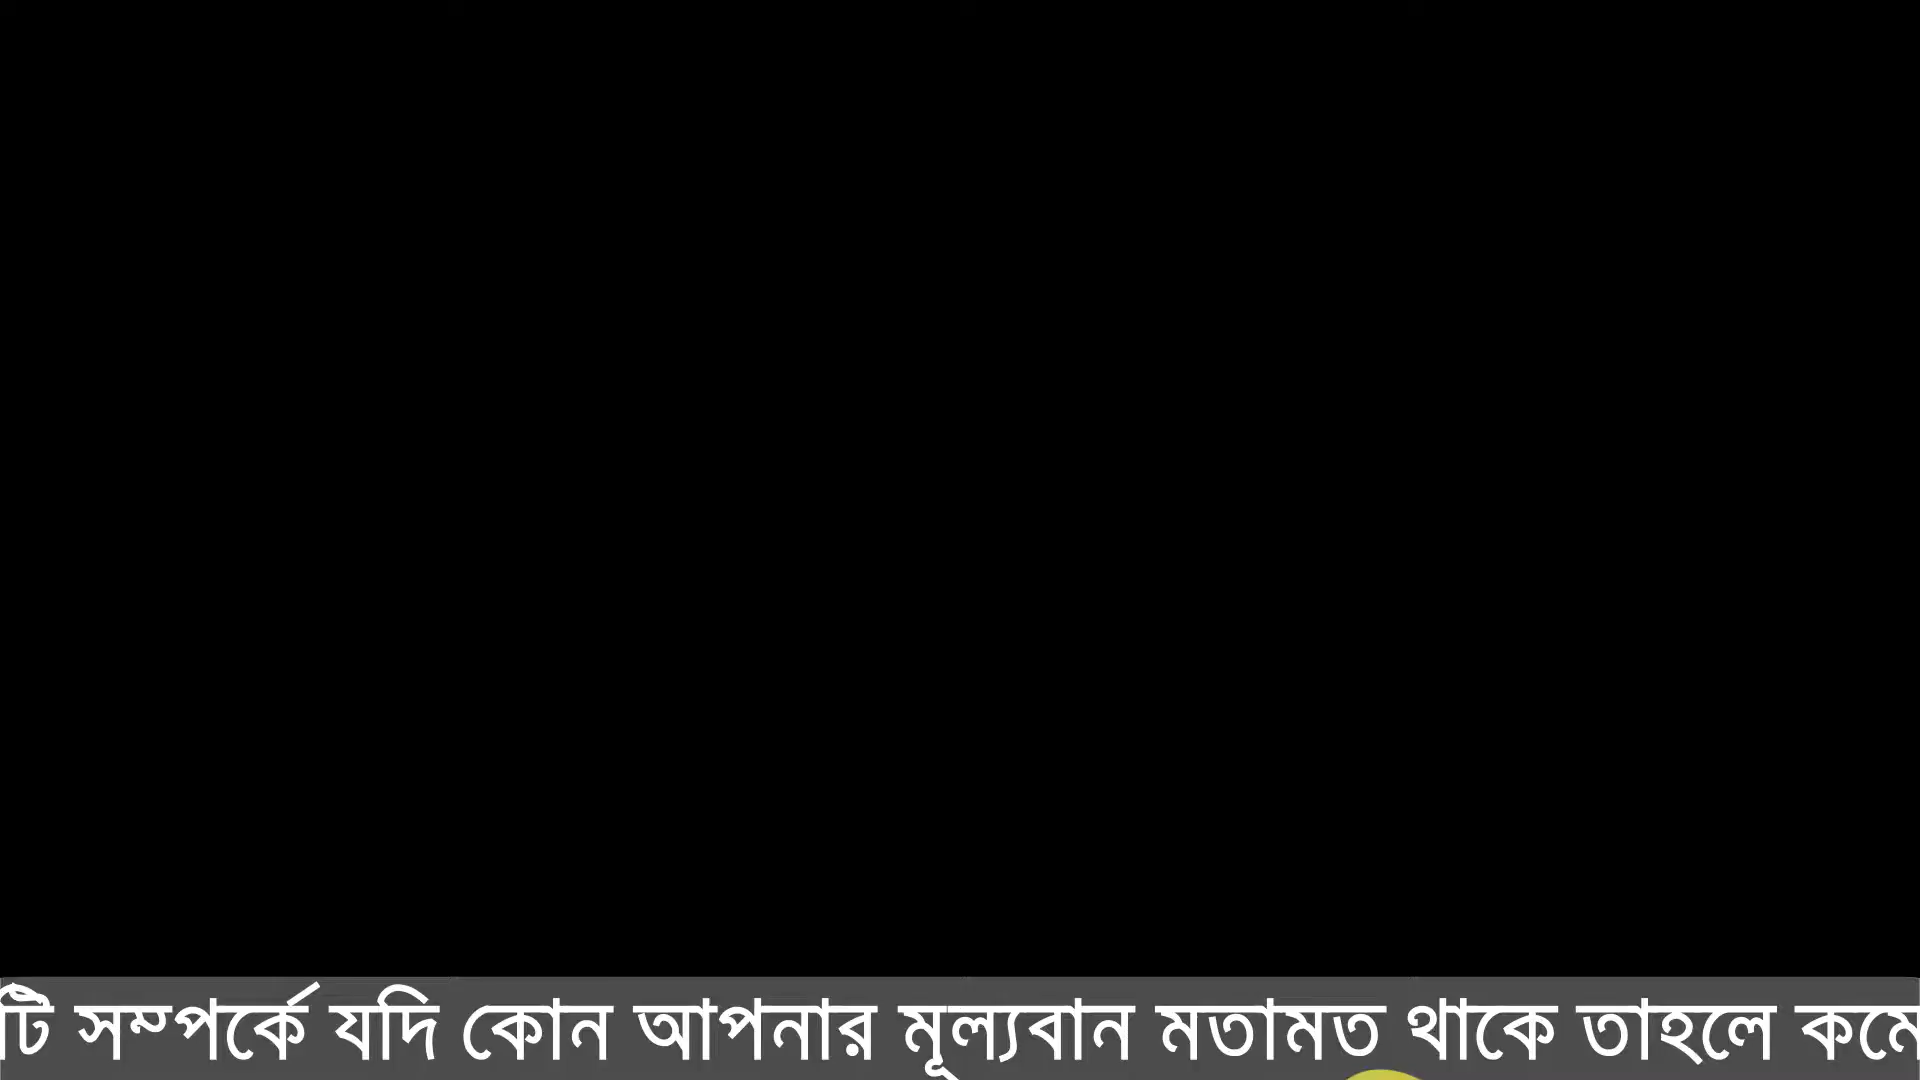 টি সম্পর্কে যদি কোন আপনার মূল্যবান মতামত থাকে তাহলে কমে